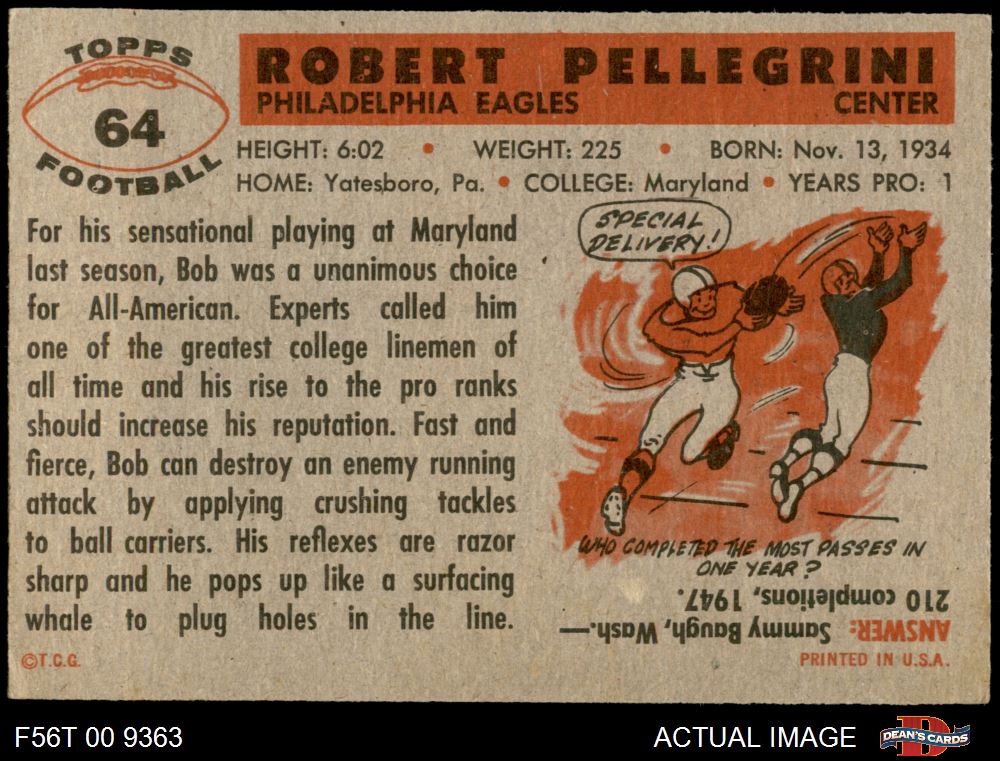 TOPPS
64
FOOTBALL
ROBERT PELLEGRINI
PHILADELPHIA EAGLES CENTER
HEIGHT: 6:02 • WEIGHT: 225 • BORN: Nov. 13, 1934
HOME: Yatesboro, Pa. • COLLEGE: Maryland • YEARS PRO: 1
For his sensational playing at Maryland
last season, Bob was a unanimous choice
for All-American. Experts called him
one of the greatest college linemen of
all time and his rise to the pro ranks
should increase his reputation. Fast and
fierce, Bob can destroy an enemy running
attack by applying crushing tackles
to ball carriers. His reflexes are razor
sharp and he pops up like a surfacing
whale to plug holes in the line.
©T.C.G.
SPECIAL
DELIVERY!
WHO COMPLETED THE MOST PASSES IN
ONE YEAR?
ANSWER: Sammy Baugh, Wash.—
210 completions, 1947.
PRINTED IN U.S.A.
F56T 00 9363
ACTUAL IMAGE
D
DEAN'S CARDS